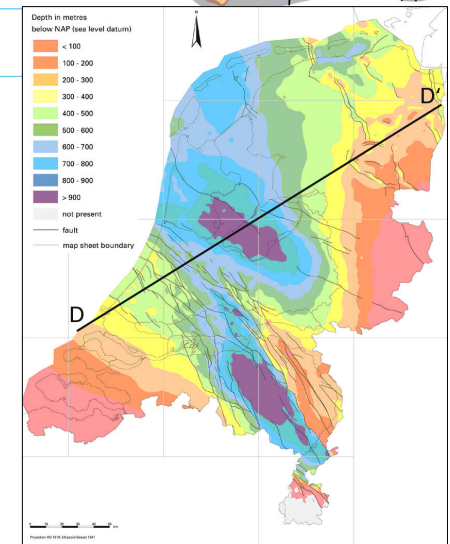 N
Depth in metres
below NAP (see level datum)
< 100
100 - 200
200 - 300
300 - 400
400 - 500
500 - 600
600 - 700
700 - 800
800 - 900
> 900
not present
fault
map sheet boundary
D'
D